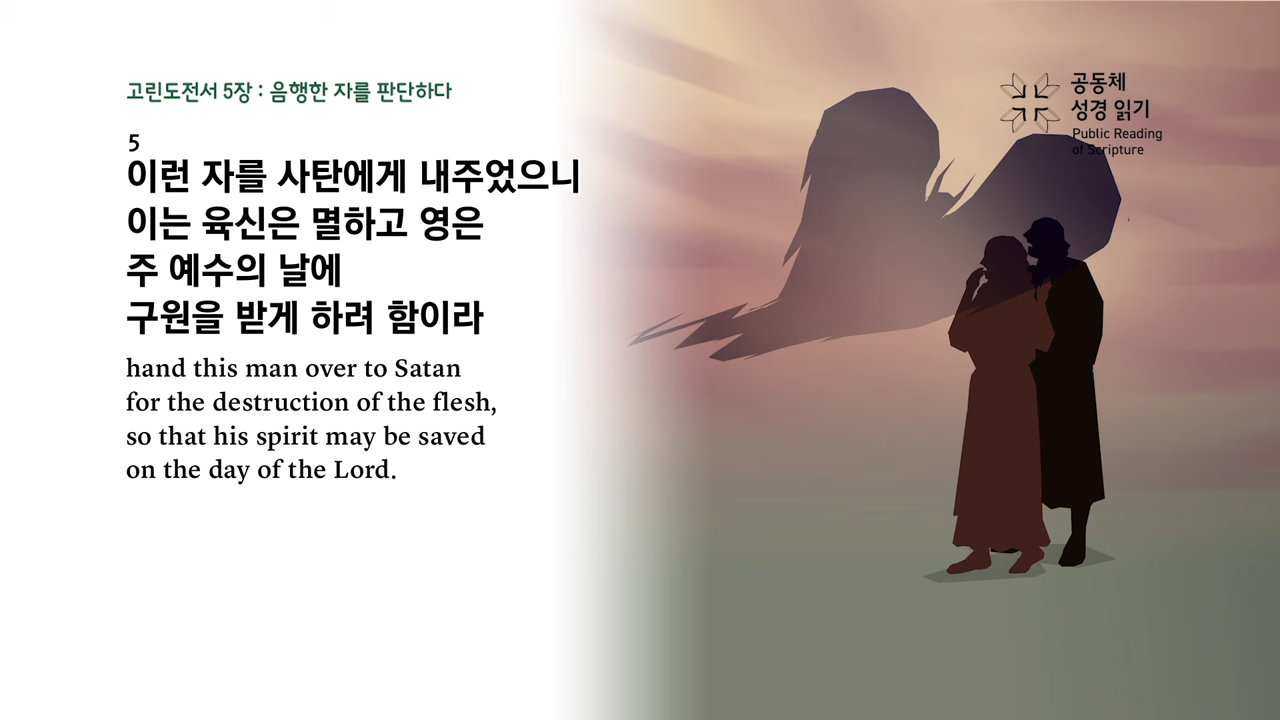 고린도전서 5장 : 음행한 자를 판단하다
5
이런 자를 사탄에게 내주었으니
이는 육신은 멸하고 영은
주 예수의 날에
구원을 받게 하려 함이라
hand this man over to Satan
for the destruction of the flesh,
so that his spirit may be saved
on the day of the Lord.
공동체
성경 읽기
Public Reading
of Scripture